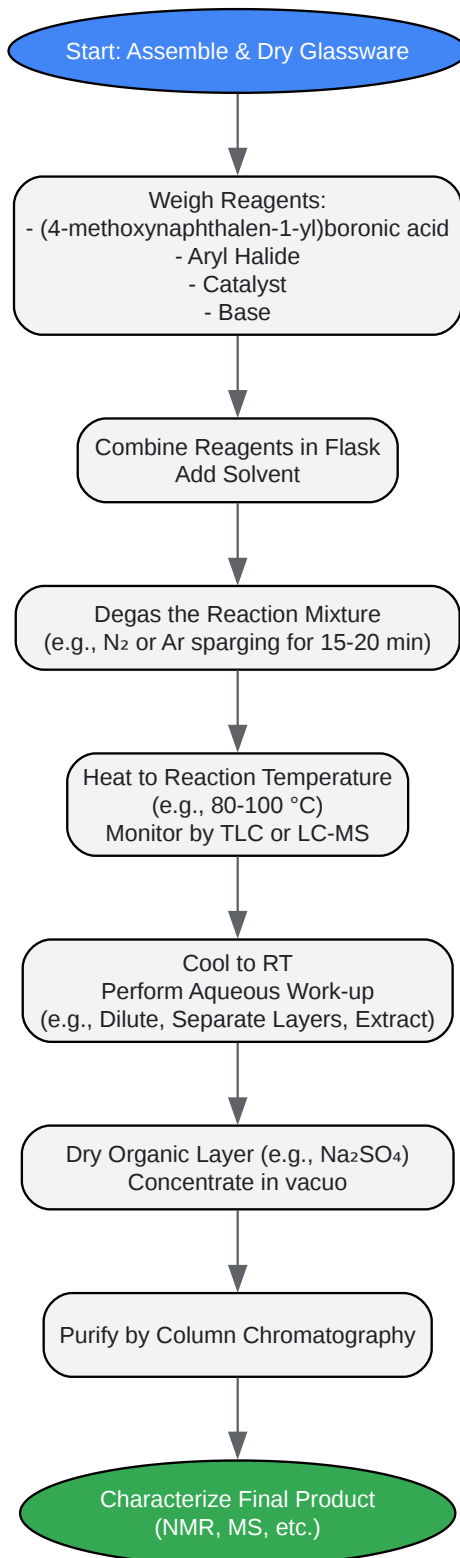 Start: Assemble & Dry Glassware
Weigh Reagents:
- (4-methoxynaphthalen-1-yl)boronic acid
- Aryl Halide
- Catalyst
- Base
Combine Reagents in Flask
Add Solvent
Degas the Reaction Mixture
(e.g., N₂ or Ar sparging for 15-20 min)
Heat to Reaction Temperature
(e.g., 80-100 °C)
Monitor by TLC or LC-MS
Cool to RT
Perform Aqueous Work-up
(e.g., Dilute, Separate Layers, Extract)
Dry Organic Layer (e.g., Na₂SO₄)
Concentrate in vacuo
Purify by Column Chromatography
Characterize Final Product
(NMR, MS, etc.)